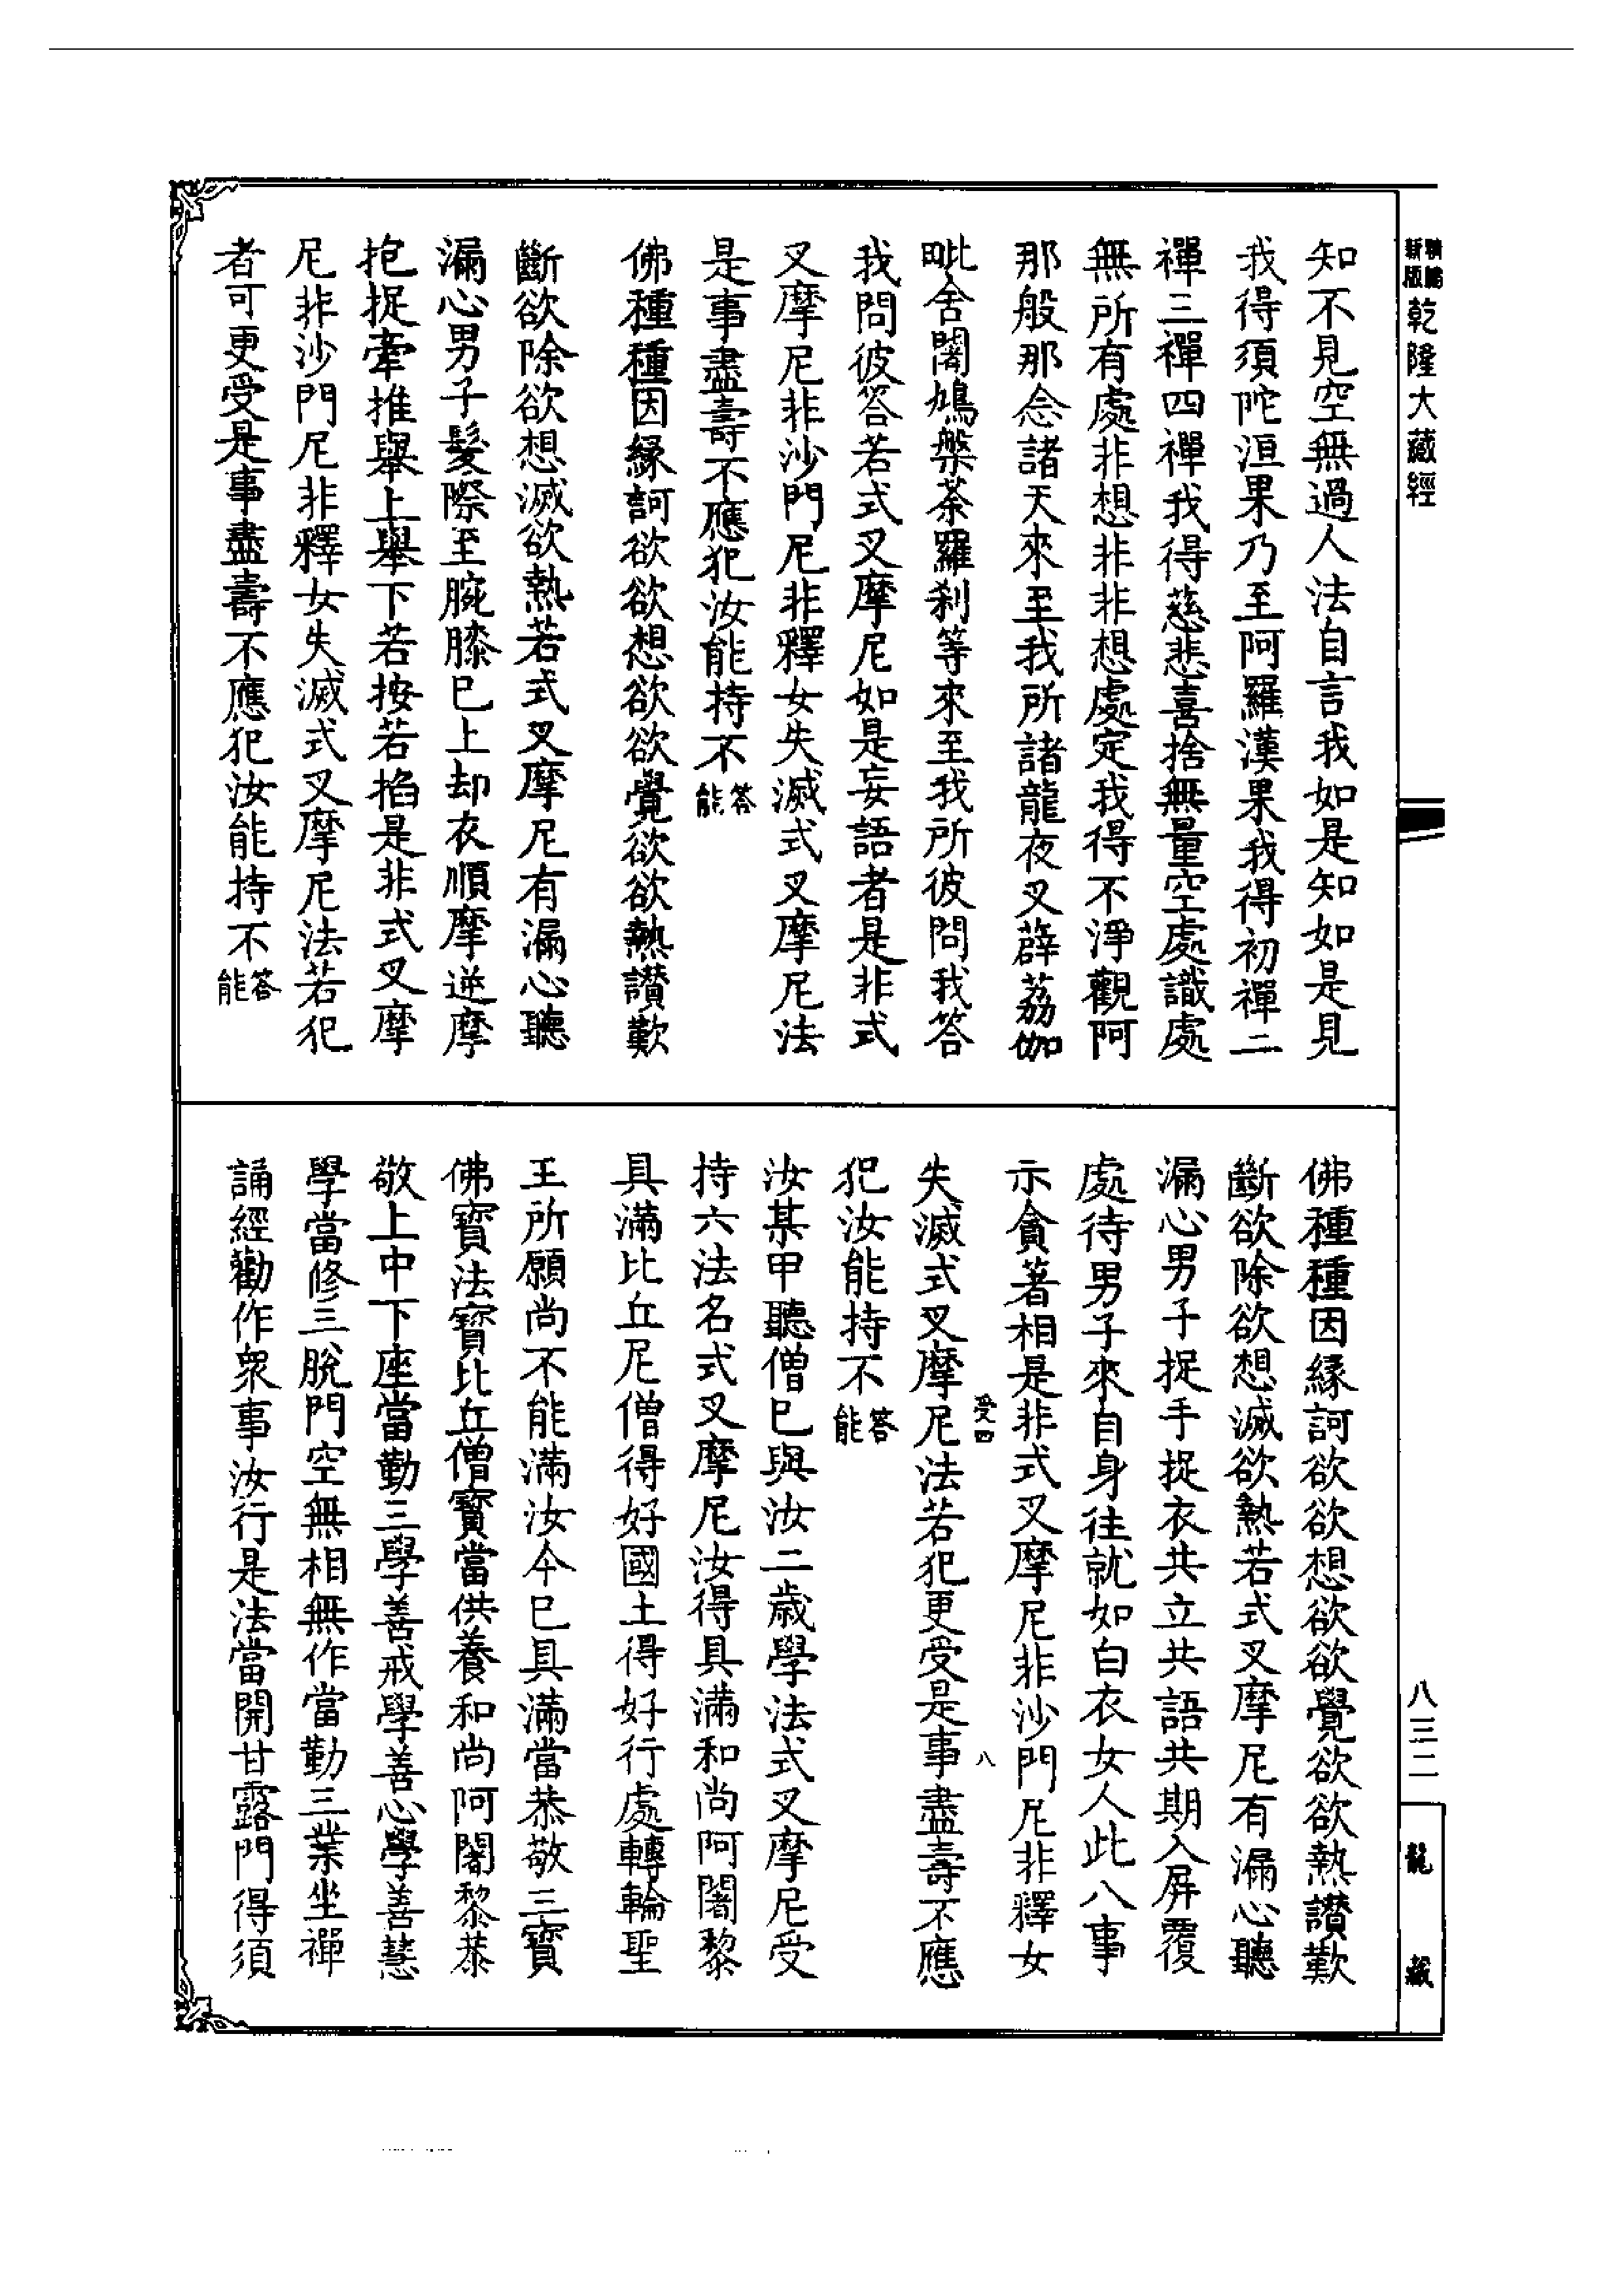 新版精縮乾隆大藏經
知不見空無過人法自言我如是知如是見
我得須陀洹果乃至阿羅漢果我得初禪二
禪三禪四禪我得慈悲喜捨無量空處識處
無所有處非想非非想處定我得不淨觀阿
那般那念諸天來至我所諸龍夜叉薜荔伽
毗舍闍鳩槃茶羅剎等來至我所彼問我答
我問彼答若式叉摩尼如是妄語者是非式
叉摩尼非沙門尼非釋女失滅式叉摩尼法
是事盡壽不應犯汝能持不答能
佛種種因緣訶欲欲想欲欲覺欲欲熱讚歎
斷欲除欲想滅欲熱若式叉摩尼有漏心聽
漏心男子髮際至腕膝已上却衣順摩逆摩
抱捉牽推舉上舉下若按若掐是非式叉摩
尼非沙門尼非釋女失滅式叉摩尼法若犯
者可更受是事盡壽不應犯汝能持不答能
佛種種因緣訶欲欲想欲欲覺欲欲熱讚歎
斷欲除欲想滅欲熱若式叉摩尼有漏心聽
漏心男子捉手捉衣共立共語共期入屏覆
處待男子來自身往就如白衣女人此八事
示貪著相是非式叉摩尼非沙門尼非釋女
受四 八
失滅式叉摩尼法若犯更受是事盡壽不應
犯汝能持不答能
汝某甲聽僧已與汝二歲學法式叉摩尼受
持六法名式叉摩尼汝得具滿和尚阿闍黎
具滿比丘尼僧得好國土得好行處轉輪聖
王所願尚不能滿汝今已具滿當恭敬三寶
佛寶法寶比丘僧寶當供養和尚阿闍黎恭
敬上中下座當勤三學善戒學善心學善慧
學當修三脫門空無相無作當勤三業坐禪
誦經勸作衆事汝行是法當開甘露門得須
八三二
龍藏